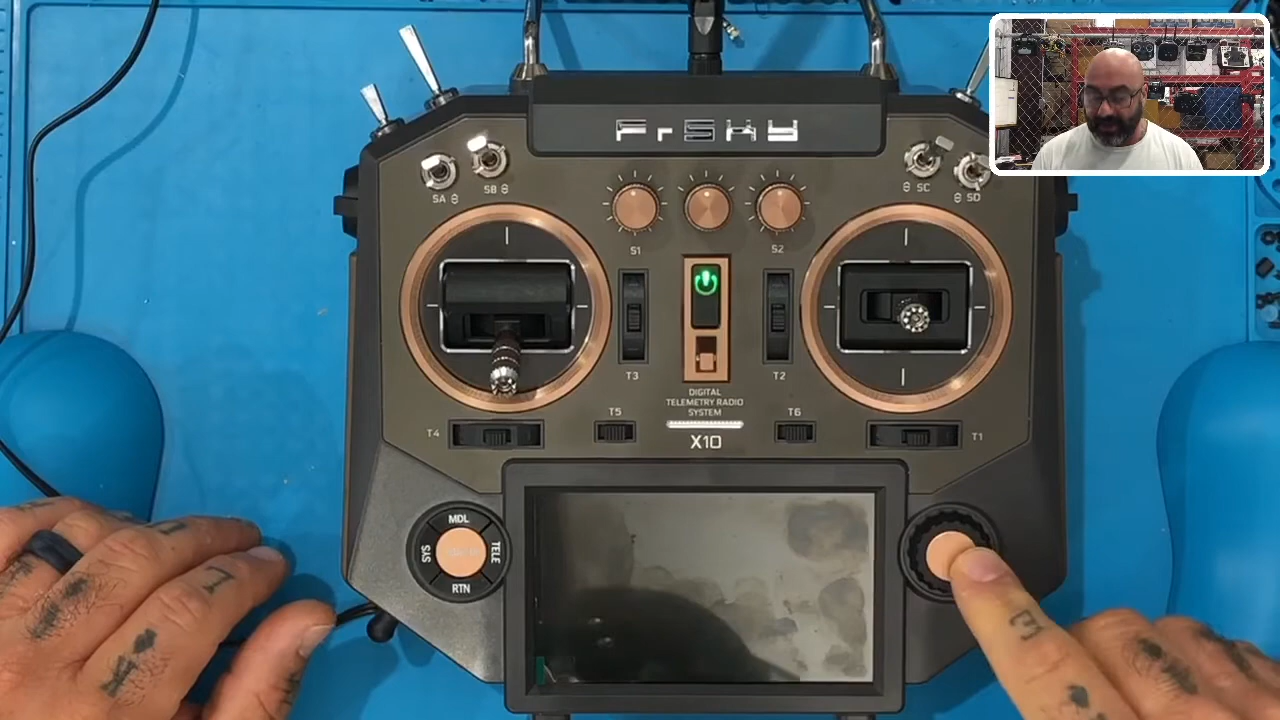 FrSKY
SA
SB
SC
SD
S1
S2
T3
T2
DIGITAL
TELEMETRY RADIO
SYSTEM
X10
T4
T5
T6
T1
MDL
SYS
TELE
RTN